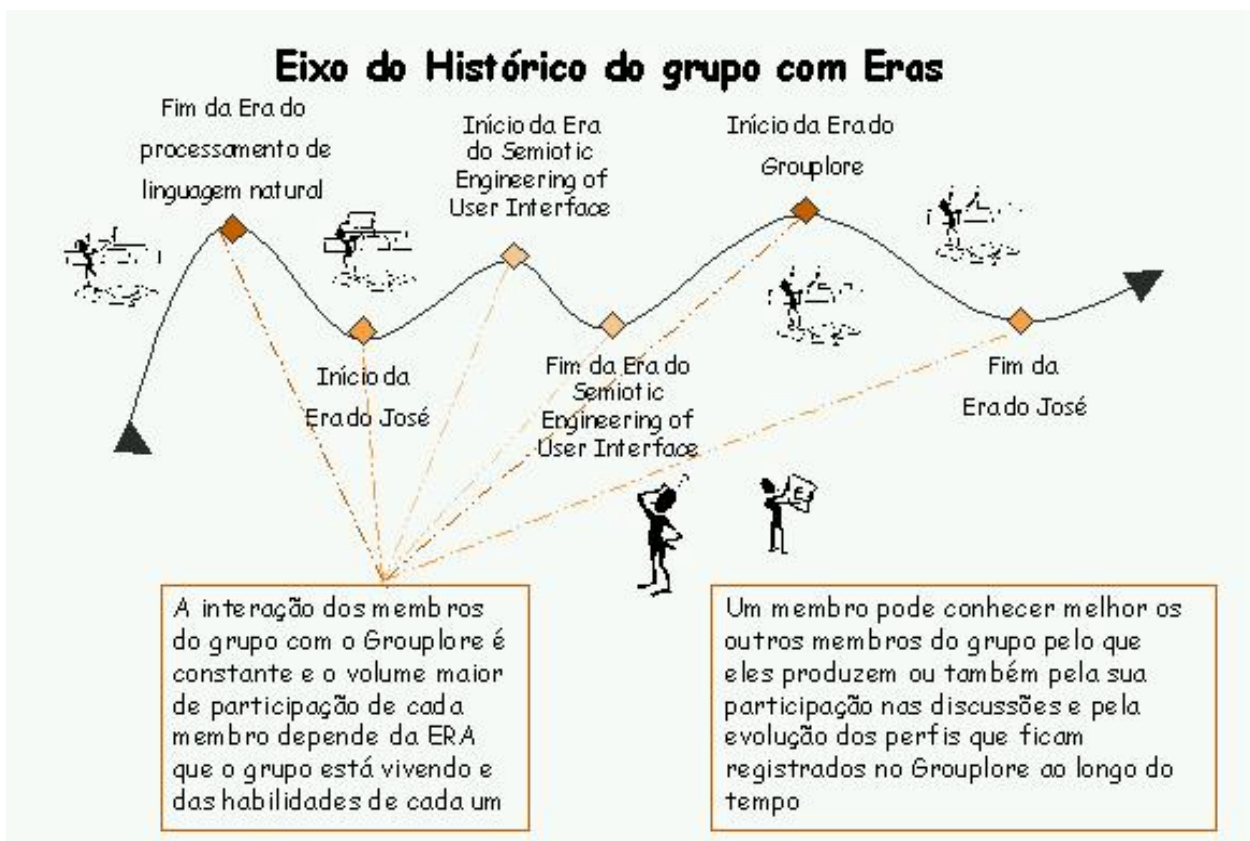 Eixo do Histórico do grupo com Eras
Fim da Era do
processamento de
linguagem natural
Início da Era
do Semiotic
Engineering of
User Interface
Início da Era do
Grouplore
Início da
Era do José
Fim da Era do
Semiotic
Engineering of
User Interface
Fim da
Era do José
A interação dos membros
do grupo com o Grouplore é
constante e o volume maior
de participação de cada
membro depende da ERA
que o grupo está vivendo e
das habilidades de cada um
Um membro pode conhecer melhor os
outros membros do grupo pelo que
eles produzem ou também pela sua
participação nas discussões e pela
evolução dos perfis que ficam
registrados no Grouplore ao longo do
tempo